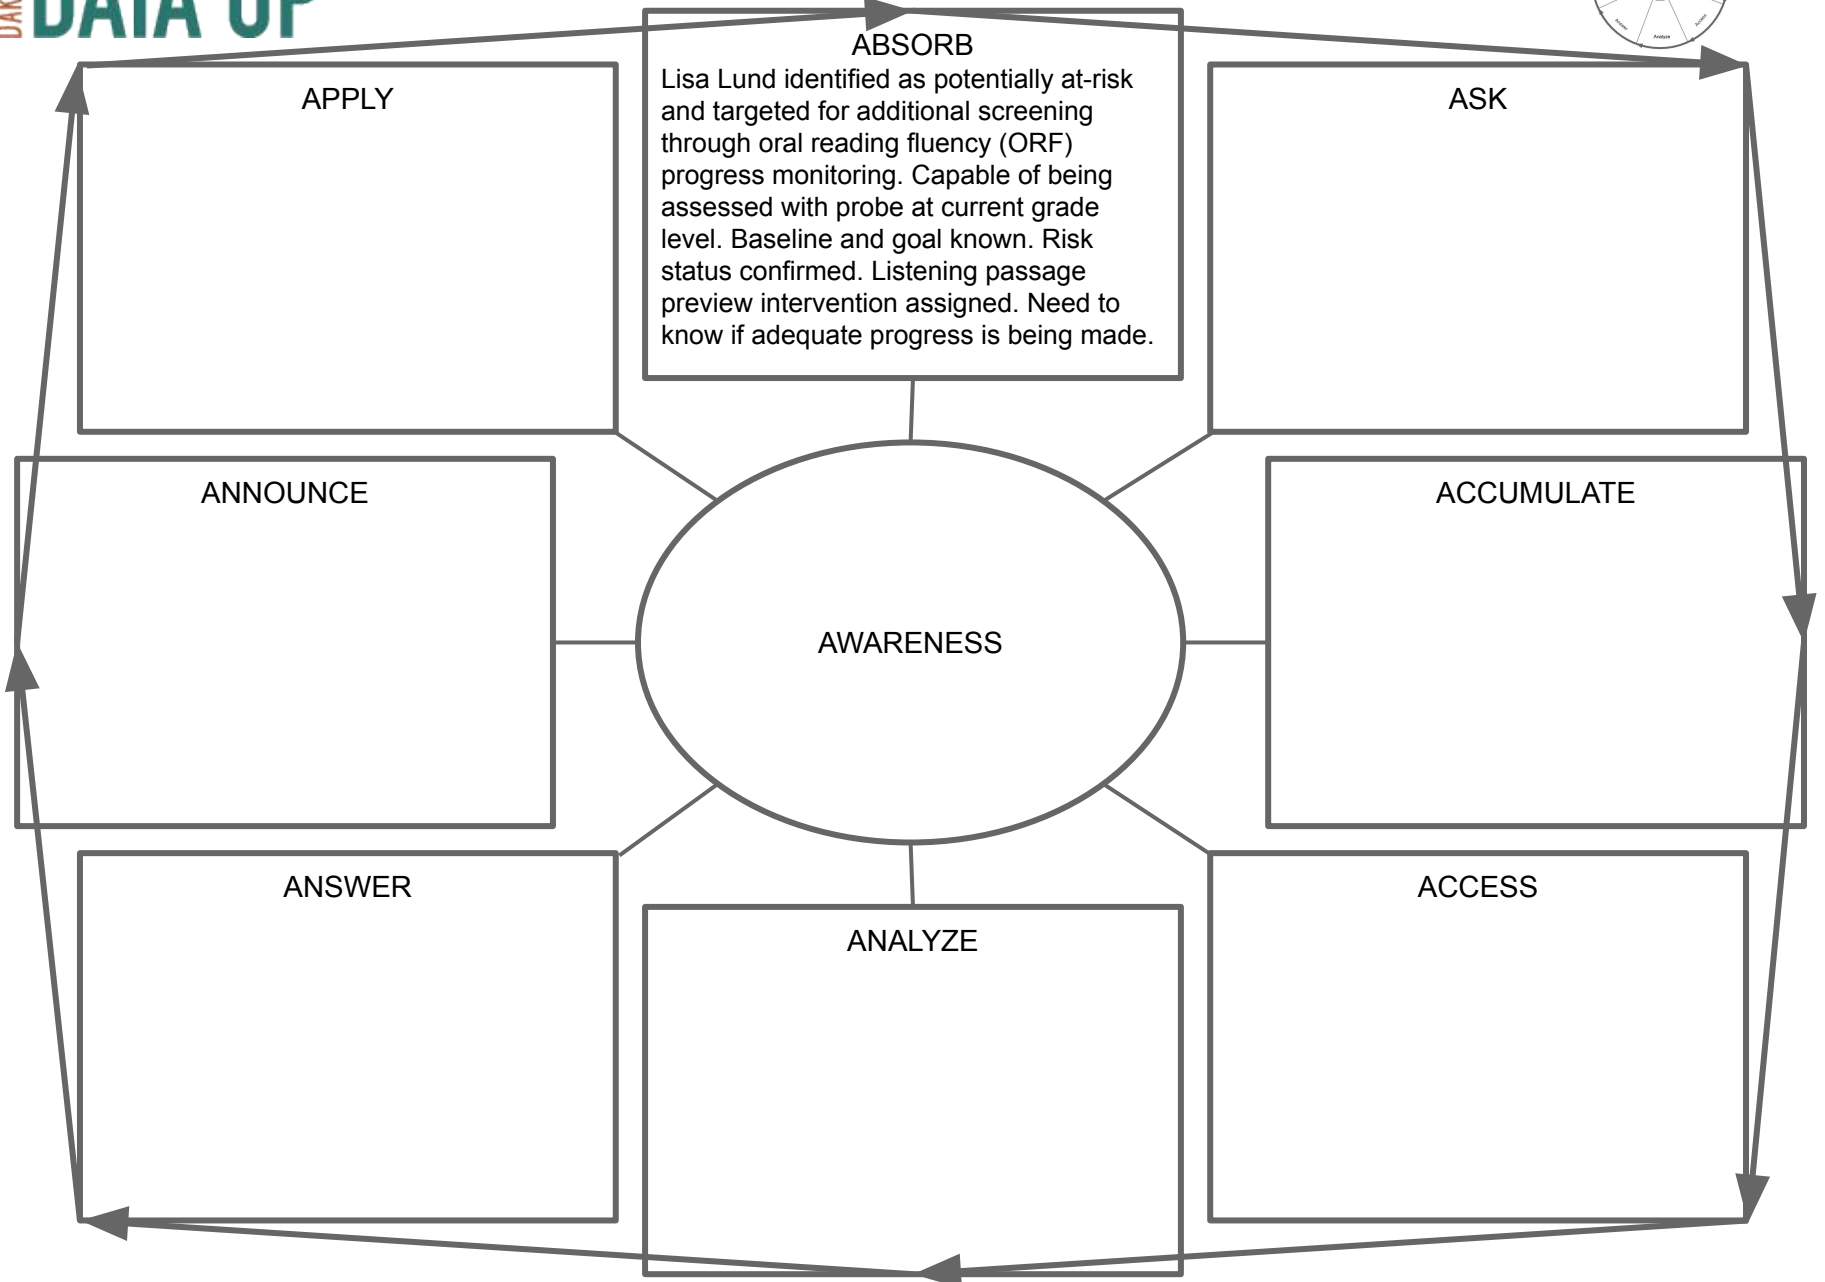 DATA UP
ABSORB
Lisa Lund identified as potentially at-risk
and targeted for additional screening
through oral reading fluency (ORF)
progress monitoring. Capable of being
assessed with probe at current grade
level. Baseline and goal known. Risk
status confirmed. Listening passage
preview intervention assigned. Need to
know if adequate progress is being made.
APPLY
ASK
ANNOUNCE
ACCUMULATE
AWARENESS
ANSWER
ACCESS
ANALYZE
Answer
Analyze
Access